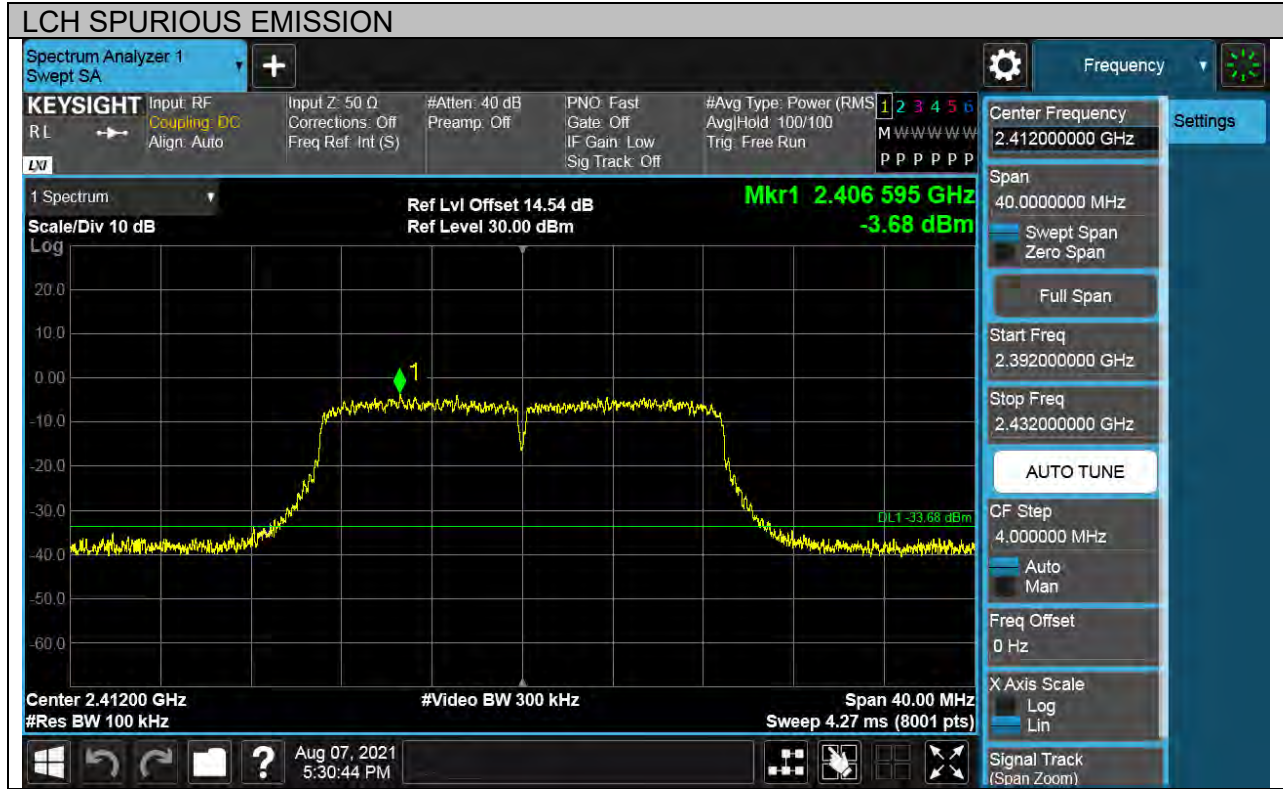 LCH SPURIOUS EMISSION
Spectrum Analyzer 1
Swept SA
+
Frequency
KEYSIGHT
RL
LXI
Input: RF
Coupling: DC
Align: Auto
Input Z: 50 Ω
Corrections: Off
Freq Ref: Int (S)
#Atten: 40 dB
Preamp: Off
PNO: Fast
Gate: Off
IF Gain: Low
Sig Track: Off
#Avg Type: Power (RMS
Avg|Hold: 100/100
Trig: Free Run
1 2 3 4 5 6
M W W W W W
P P P P P P
1 Spectrum
Scale/Div 10 dB
Log
Ref Lvl Offset 14.54 dB
Ref Level 30.00 dBm
Mkr1 2.406 595 GHz
-3.68 dBm
20.0
10.0
0.00
-10.0
-20.0
-30.0
-40.0
-50.0
-60.0
1
DL1 -33.68 dBm
Center 2.41200 GHz
#Res BW 100 kHz
#Video BW 300 kHz
Span 40.00 MHz
Sweep 4.27 ms (8001 pts)
Center Frequency
2.412000000 GHz
Settings
Span
40.0000000 MHz
Swept Span
Zero Span
Full Span
Start Freq
2.392000000 GHz
Stop Freq
2.432000000 GHz
AUTO TUNE
CF Step
4.000000 MHz
Auto
Man
Freq Offset
0 Hz
X Axis Scale
Log
Lin
Signal Track
(Span Zoom)
?
Aug 07, 2021
5:30:44 PM